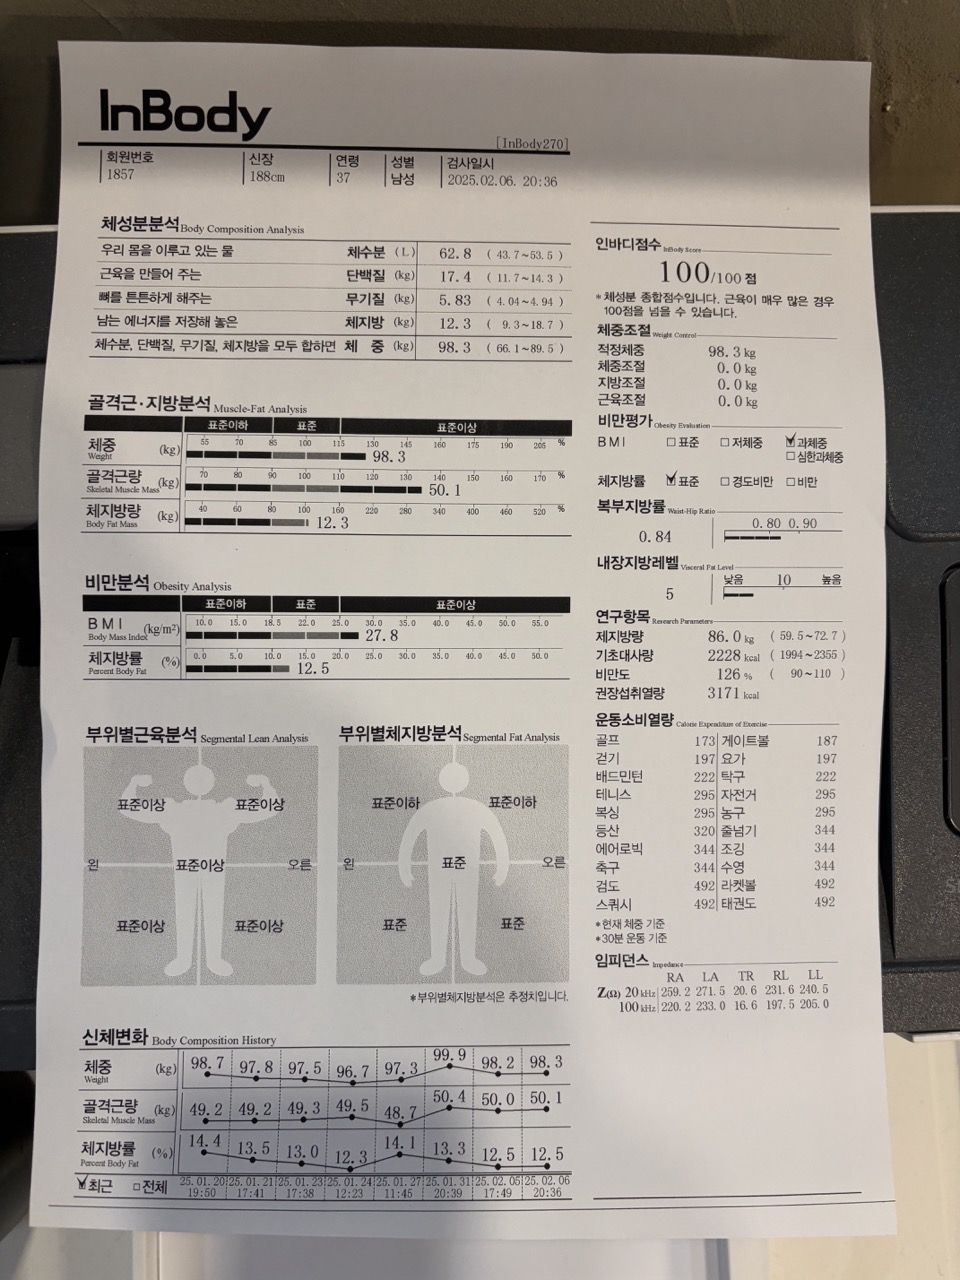 InBody
[InBody270]
회원번호 신장 연령 성별 검사일시
1857 188cm 37 남성 2025.02.06. 20:36
체성분분석 Body Composition Analysis
우리 몸을 이루고 있는 물 체수분 (L) 62.8 ( 43.7~53.5 )
근육을 만들어 주는 단백질 (kg) 17.4 ( 11.7~14.3 )
뼈를 튼튼하게 해주는 무기질 (kg) 5.83 ( 4.04~4.94 )
남는 에너지를 저장해 놓은 체지방 (kg) 12.3 ( 9.3~18.7 )
체수분, 단백질, 무기질, 체지방을 모두 합하면 체 중 (kg) 98.3 ( 66.1~89.5 )
골격근·지방분석 Muscle-Fat Analysis
표준이하 표준 표준이상
체중 (kg) 55 70 85 100 115 130 145 160 175 190 205 %
Weight 98.3
골격근량 (kg) 70 80 90 100 110 120 130 140 150 160 170 %
Skeletal Muscle Mass 50.1
체지방량 (kg) 40 60 80 100 160 220 280 340 400 460 520 %
Body Fat Mass 12.3
비만분석 Obesity Analysis
표준이하 표준 표준이상
BMI (kg/m²) 10.0 15.0 18.5 22.0 25.0 30.0 35.0 40.0 45.0 50.0 55.0
Body Mass Index 27.8
체지방률 (%) 0.0 5.0 10.0 15.0 20.0 25.0 30.0 35.0 40.0 45.0 50.0
Percent Body Fat 12.5
부위별근육분석 Segmental Lean Analysis
표준이상 표준이상
왼 표준이상 오른
표준이상 표준이상
부위별체지방분석 Segmental Fat Analysis
표준이하 표준이하
왼 표준 오른
표준 표준
*부위별체지방분석은 추정치입니다.
신체변화 Body Composition History
체중 (kg) 98.7 97.8 97.5 96.7 97.3 99.9 98.2 98.3
Weight
골격근량 (kg) 49.2 49.2 49.3 49.5 48.7 50.4 50.0 50.1
Skeletal Muscle Mass
체지방률 (%) 14.4 13.5 13.0 12.3 14.1 13.3 12.5 12.5
Percent Body Fat
최근 전체 25.01.20 25.01.21 25.01.23 25.01.24 25.01.27 25.01.31 25.02.05 25.02.06
19:50 17:41 17:38 12:23 11:45 20:39 17:49 20:36
인바디점수 InBody Score
100/100 점
*체성분 종합점수입니다. 근육이 매우 많은 경우
100점을 넘을 수 있습니다.
체중조절 Weight Control
적정체중 98.3 kg
체중조절 0.0 kg
지방조절 0.0 kg
근육조절 0.0 kg
비만평가 Obesity Evaluation
BMI 표준 저체중 과체중
심한과체중
체지방률 표준 경도비만 비만
복부지방률 Waist-Hip Ratio
0.84 0.80 0.90
내장지방레벨 Visceral Fat Level
5 낮음 10 높음
연구항목 Research Parameters
제지방량 86.0 kg ( 59.5~72.7 )
기초대사량 2228 kcal ( 1994~2355 )
비만도 126 % ( 90~110 )
권장섭취열량 3171 kcal
운동소비열량 Calorie Expenditure of Exercise
골프 173 게이트볼 187
걷기 197 요가 197
배드민턴 222 탁구 222
테니스 295 자전거 295
복싱 295 농구 295
등산 320 줄넘기 344
에어로빅 344 조깅 344
축구 344 수영 344
검도 492 라켓볼 492
스쿼시 492 태권도 492
*현재 체중 기준
*30분 운동 기준
임피던스 Impedance
RA LA TR RL LL
Z(Ω) 20 kHz 259.2 271.5 20.6 231.6 240.5
100 kHz 220.2 233.0 16.6 197.5 205.0